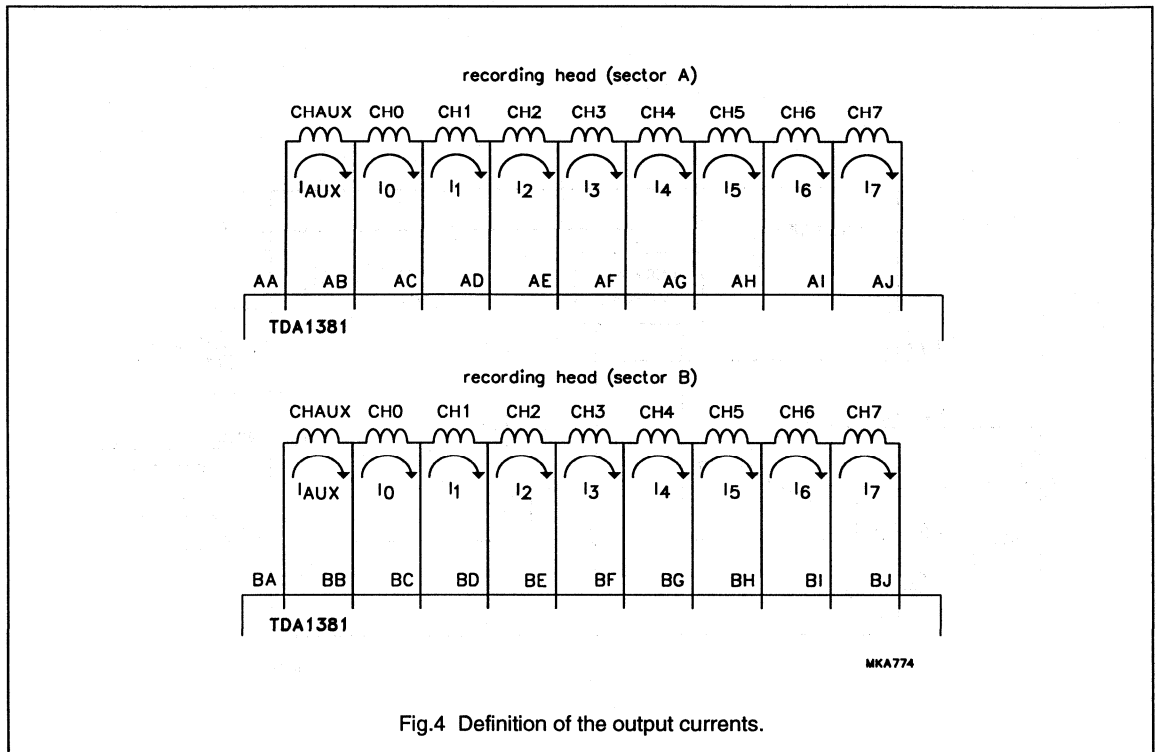 recording head (sector A)
CHAUX CH0 CH1 CH2 CH3 CH4 CH5 CH6 CH7
IAUX I0 I1 I2 I3 I4 I5 I6 I7
AA AB AC AD AE AF AG AH AI AJ
TDA1381
recording head (sector B)
CHAUX CH0 CH1 CH2 CH3 CH4 CH5 CH6 CH7
IAUX I0 I1 I2 I3 I4 I5 I6 I7
BA BB BC BD BE BF BG BH BI BJ
TDA1381
MKA774
Fig.4 Definition of the output currents.